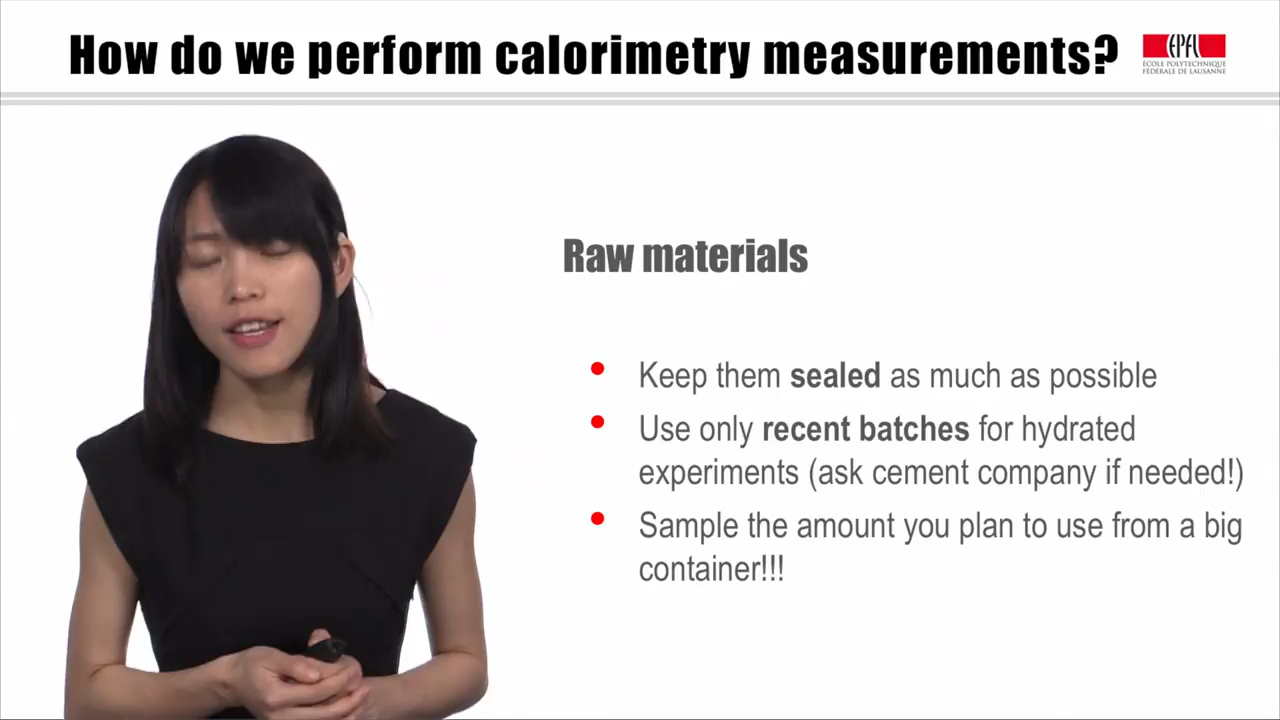 How do we perform calorimetry measurements?
EPFL
ÉCOLE POLYTECHNIQUE
FÉDÉRALE DE LAUSANNE
Raw materials
Keep them sealed as much as possible
Use only recent batches for hydrated
experiments (ask cement company if needed!)
Sample the amount you plan to use from a big
container!!!